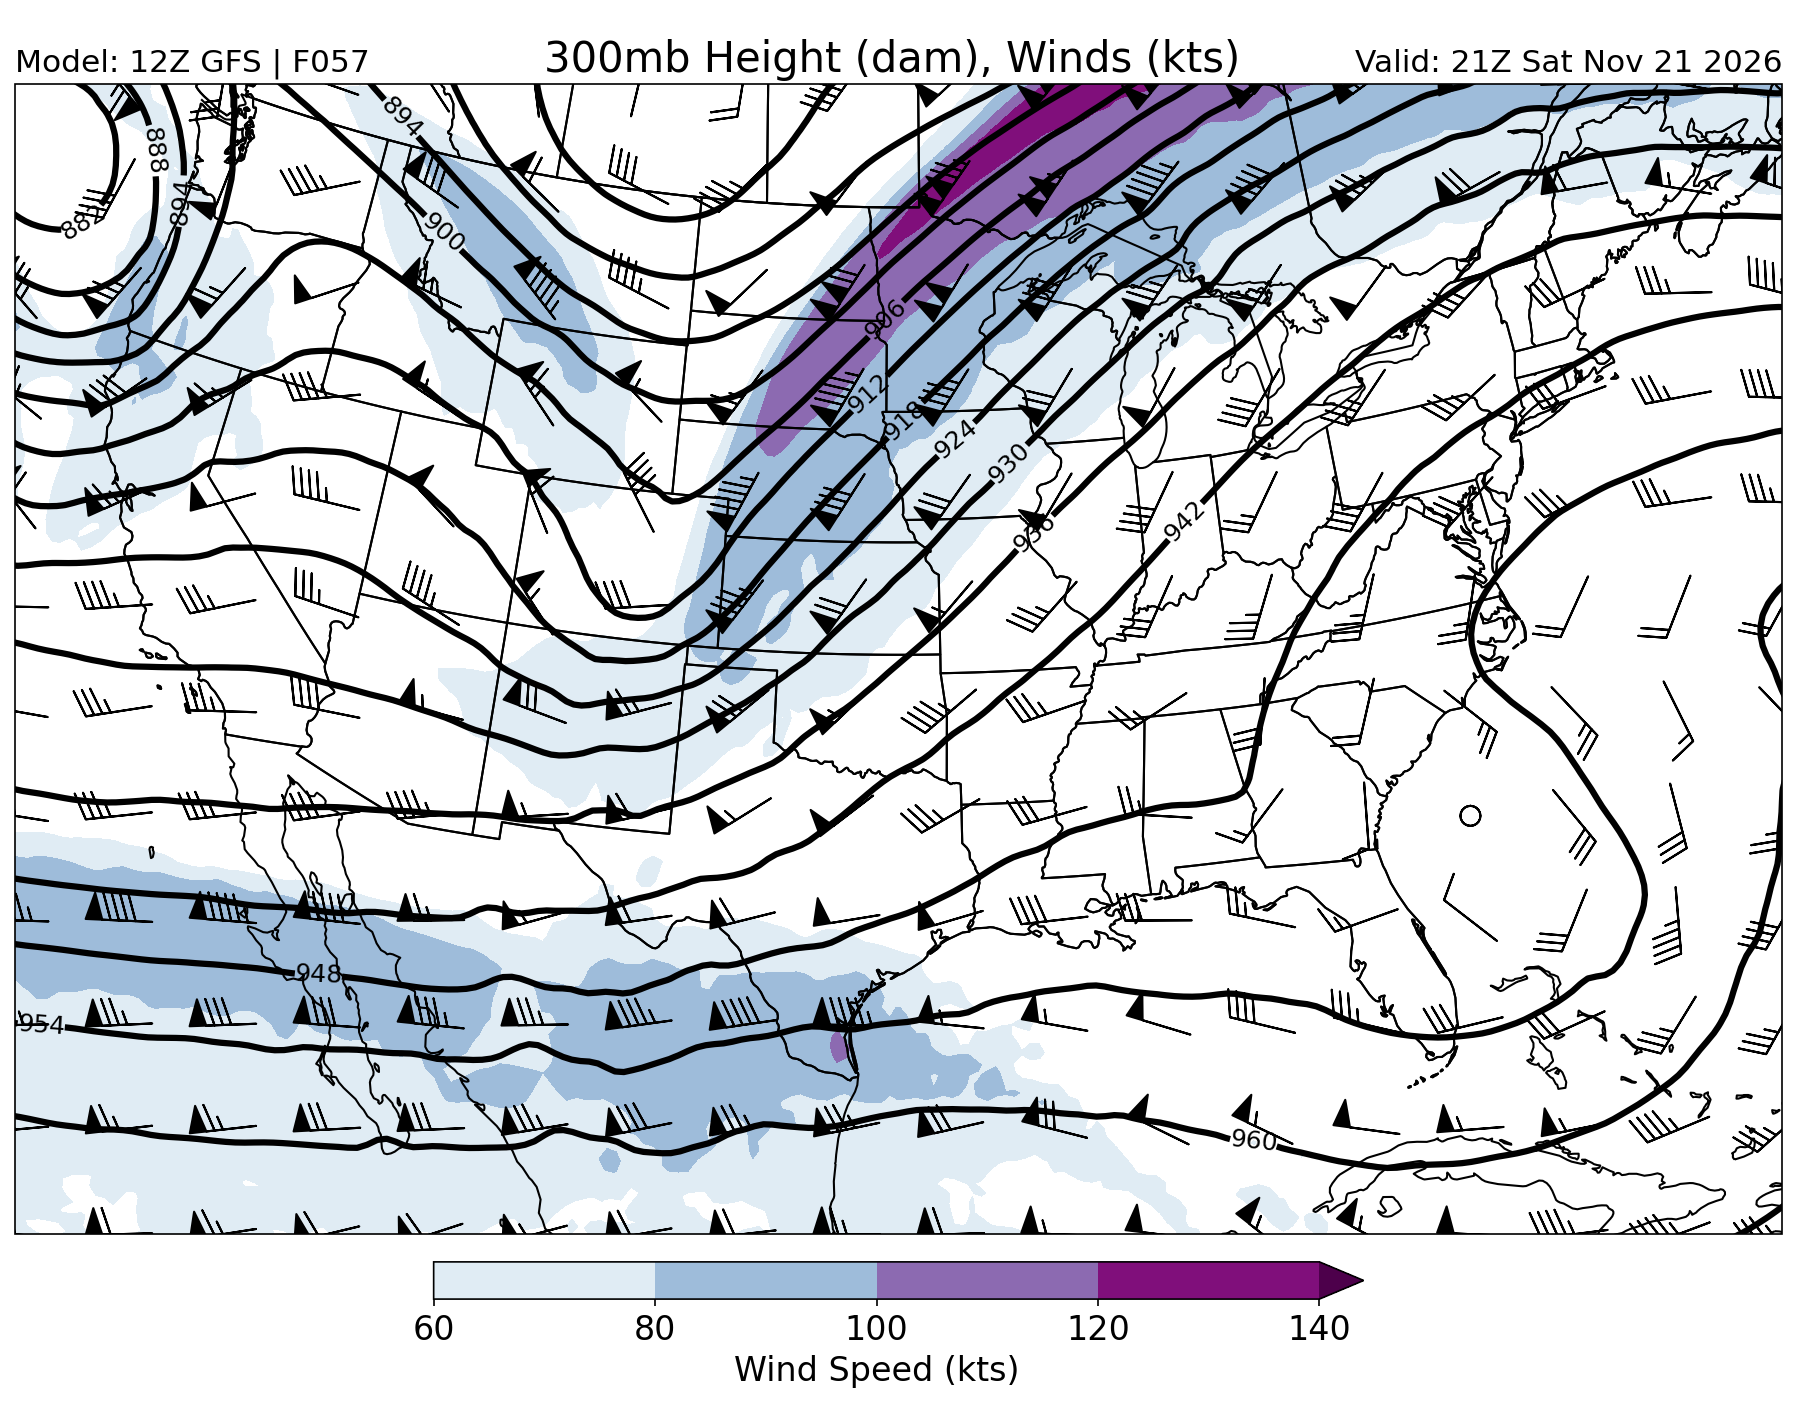 Model: 12Z GFS | F057
300mb Height (dam), Winds (kts)
Valid: 21Z Sat Nov 21 2026
894
888
894
900
906
912
918
924
930
936
942
948
954
960
60 80 100 120 140
Wind Speed (kts)